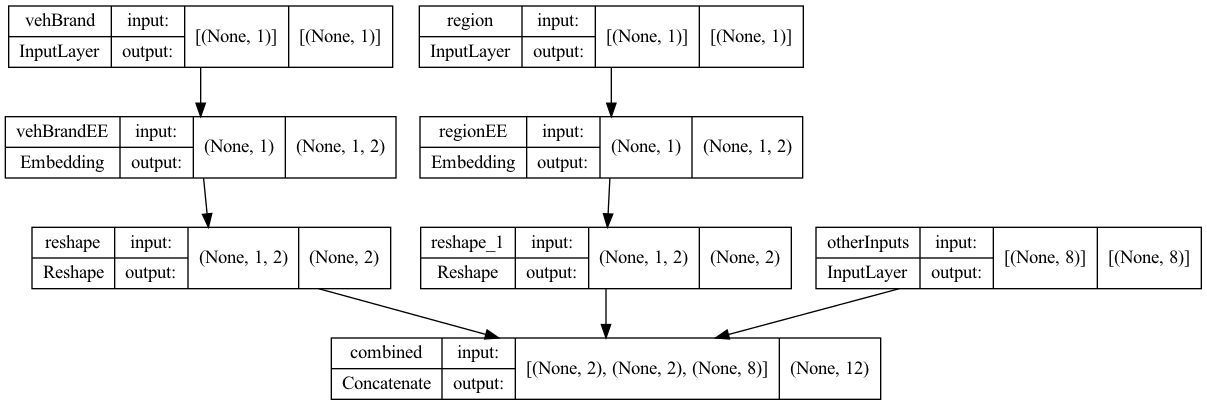 vehBrand input: [(None, 1)] [(None, 1)]
InputLayer output:
region input: [(None, 1)] [(None, 1)]
InputLayer output:
vehBrandEE input: (None, 1) (None, 1, 2)
Embedding output:
regionEE input: (None, 1) (None, 1, 2)
Embedding output:
reshape input: (None, 1, 2) (None, 2)
Reshape output:
reshape_1 input: (None, 1, 2) (None, 2)
Reshape output:
otherInputs input: [(None, 8)] [(None, 8)]
InputLayer output:
combined input: [(None, 2), (None, 2), (None, 8)] (None, 12)
Concatenate output: